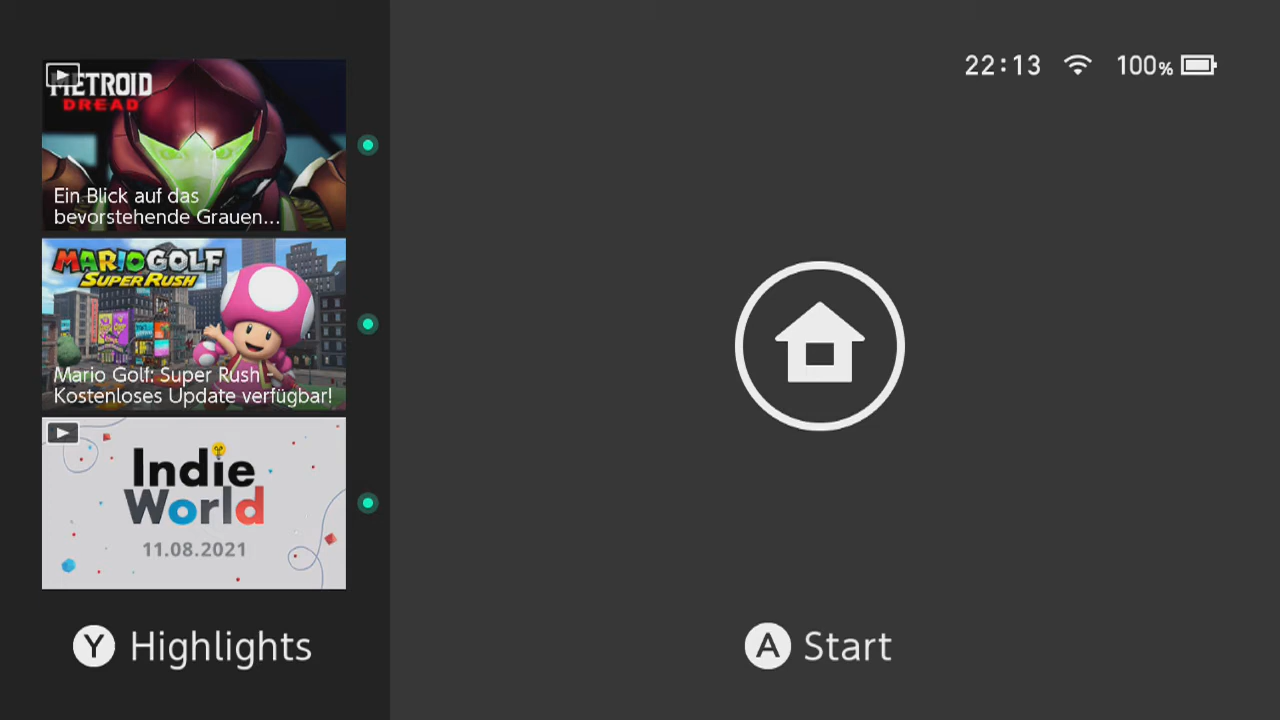 METROID
DREAD
Ein Blick auf das
bevorstehende Grauen...
MARIO GOLF
SUPER RUSH
Mario Golf: Super Rush -
Kostenloses Update verfügbar!
Indie
World
11.08.2021
Y Highlights
22:13 100%
A Start